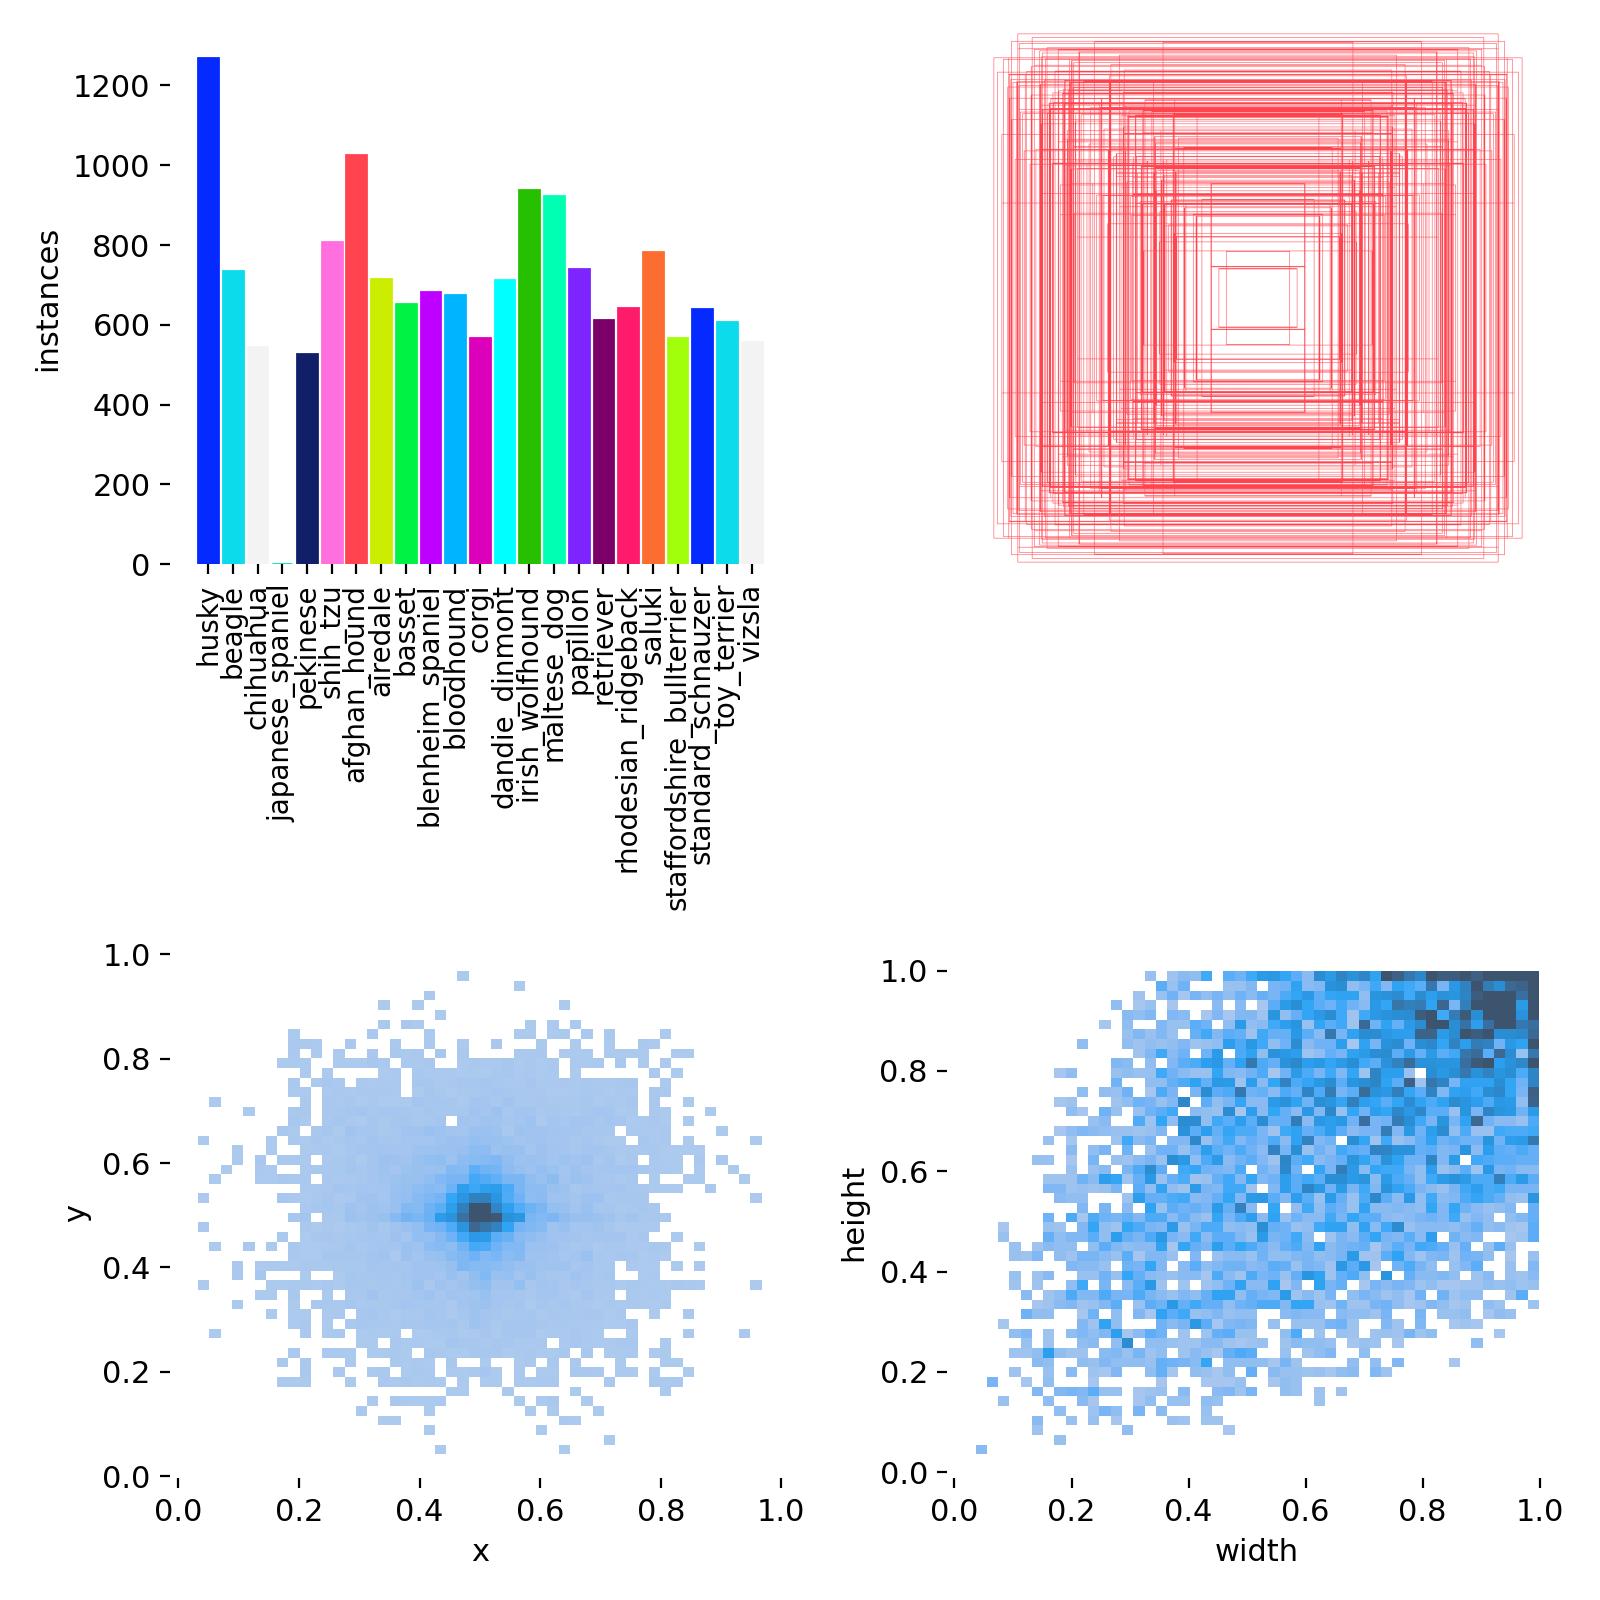 instances
1200
1000
800
600
400
200
0
husky
beagle
chihuahua
japanese_spaniel
pekinese
shih_tzu
afghan_hound
airedale
basset
blenheim_spaniel
bloodhound
corgi
dandie_dinmont
irish_wolfhound
maltese_dog
papillon
retriever
rhodesian_ridgeback
saluki
staffordshire_bullterrier
standard_schnauzer
toy_terrier
vizsla
y
1.0
0.8
0.6
0.4
0.2
0.0
0.0 0.2 0.4 0.6 0.8 1.0
x
height
1.0
0.8
0.6
0.4
0.2
0.0
0.0 0.2 0.4 0.6 0.8 1.0
width